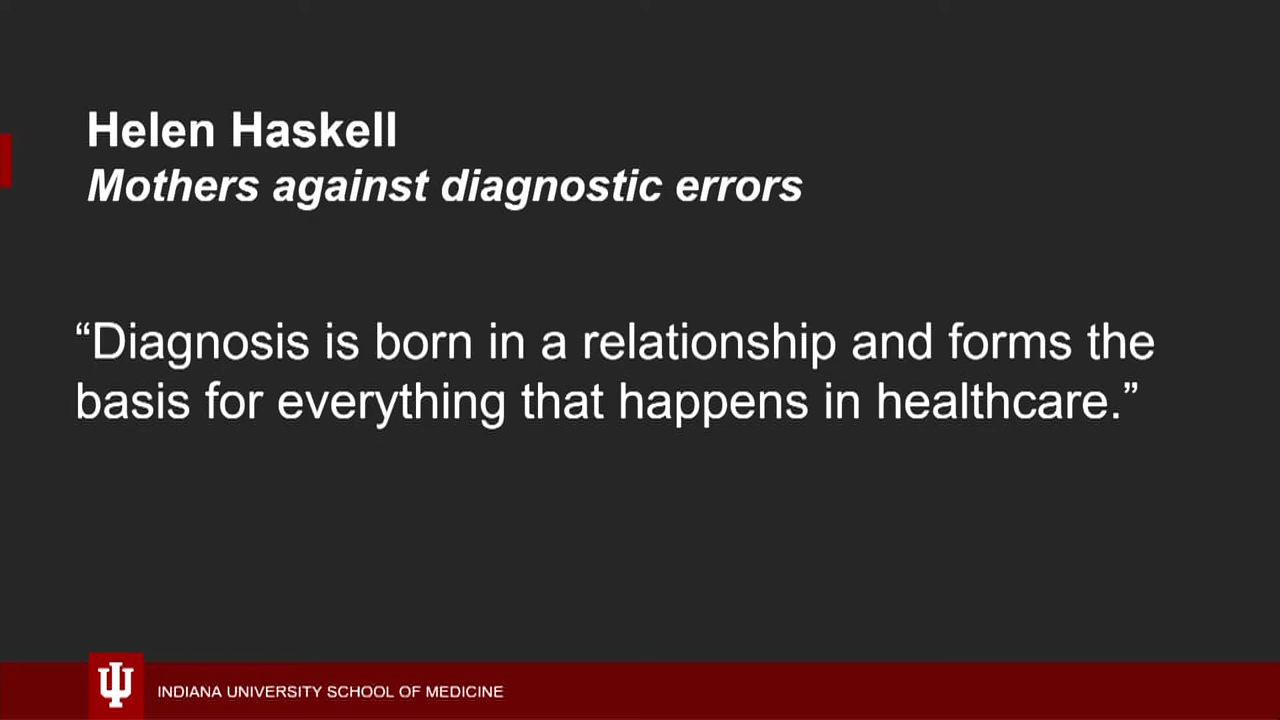 Helen Haskell
Mothers against diagnostic errors
“Diagnosis is born in a relationship and forms the
basis for everything that happens in healthcare.”
INDIANA UNIVERSITY SCHOOL OF MEDICINE